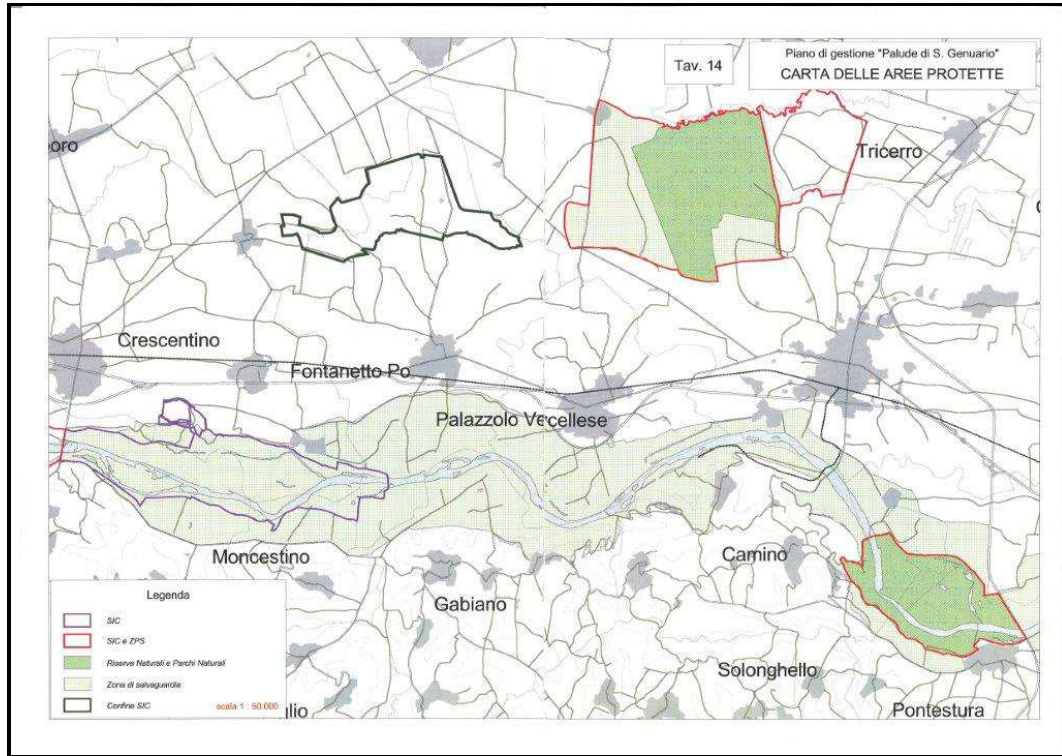 Tav. 14
Piano di gestione "Palude di S. Genuario"
CARTA DELLE AREE PROTETTE
Tricerro
Crescentino
Fontanetto Po
Palazzolo Vercellese
Moncestino
Camino
Gabiano
Solonghello
Pontestura
Legenda
SIC
SIC e ZPS
Riserve Naturali e Parchi Naturali
Zona di salvaguardia
Confine SIC
scala 1 : 50.000
glio